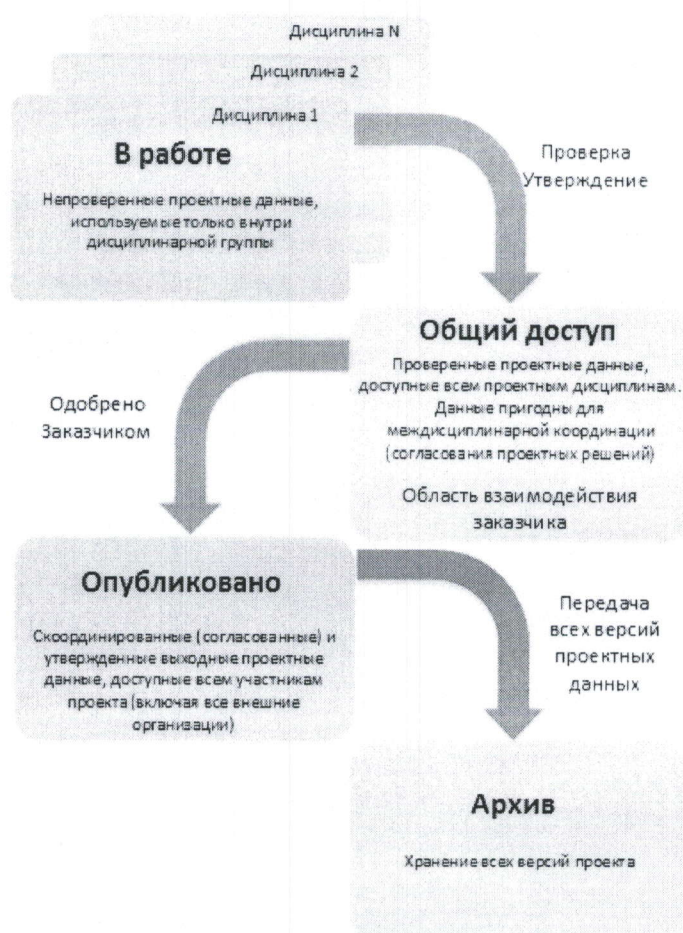 Дисциплина N
Дисциплина 2
Дисциплина 1
В работе
Непроверенные проектные данные,
используемые только внутри
дисциплинарной группы
Проверка
Утверждение
Общий доступ
Проверенные проектные данные,
доступные всем проектным дисциплинам.
Данные пригодны для
междисциплинарной координации
(согласования проектных решений)
Область взаимодействия
заказчика
Одобрено
Заказчиком
Опубликовано
Скоординированные (согласованные) и
утвержденные выходные проектные
данные, доступные всем участникам
проекта (включая все внешние
организации)
Передача
всех версий
проектных
данных
Архив
Хранение всех версий проекта